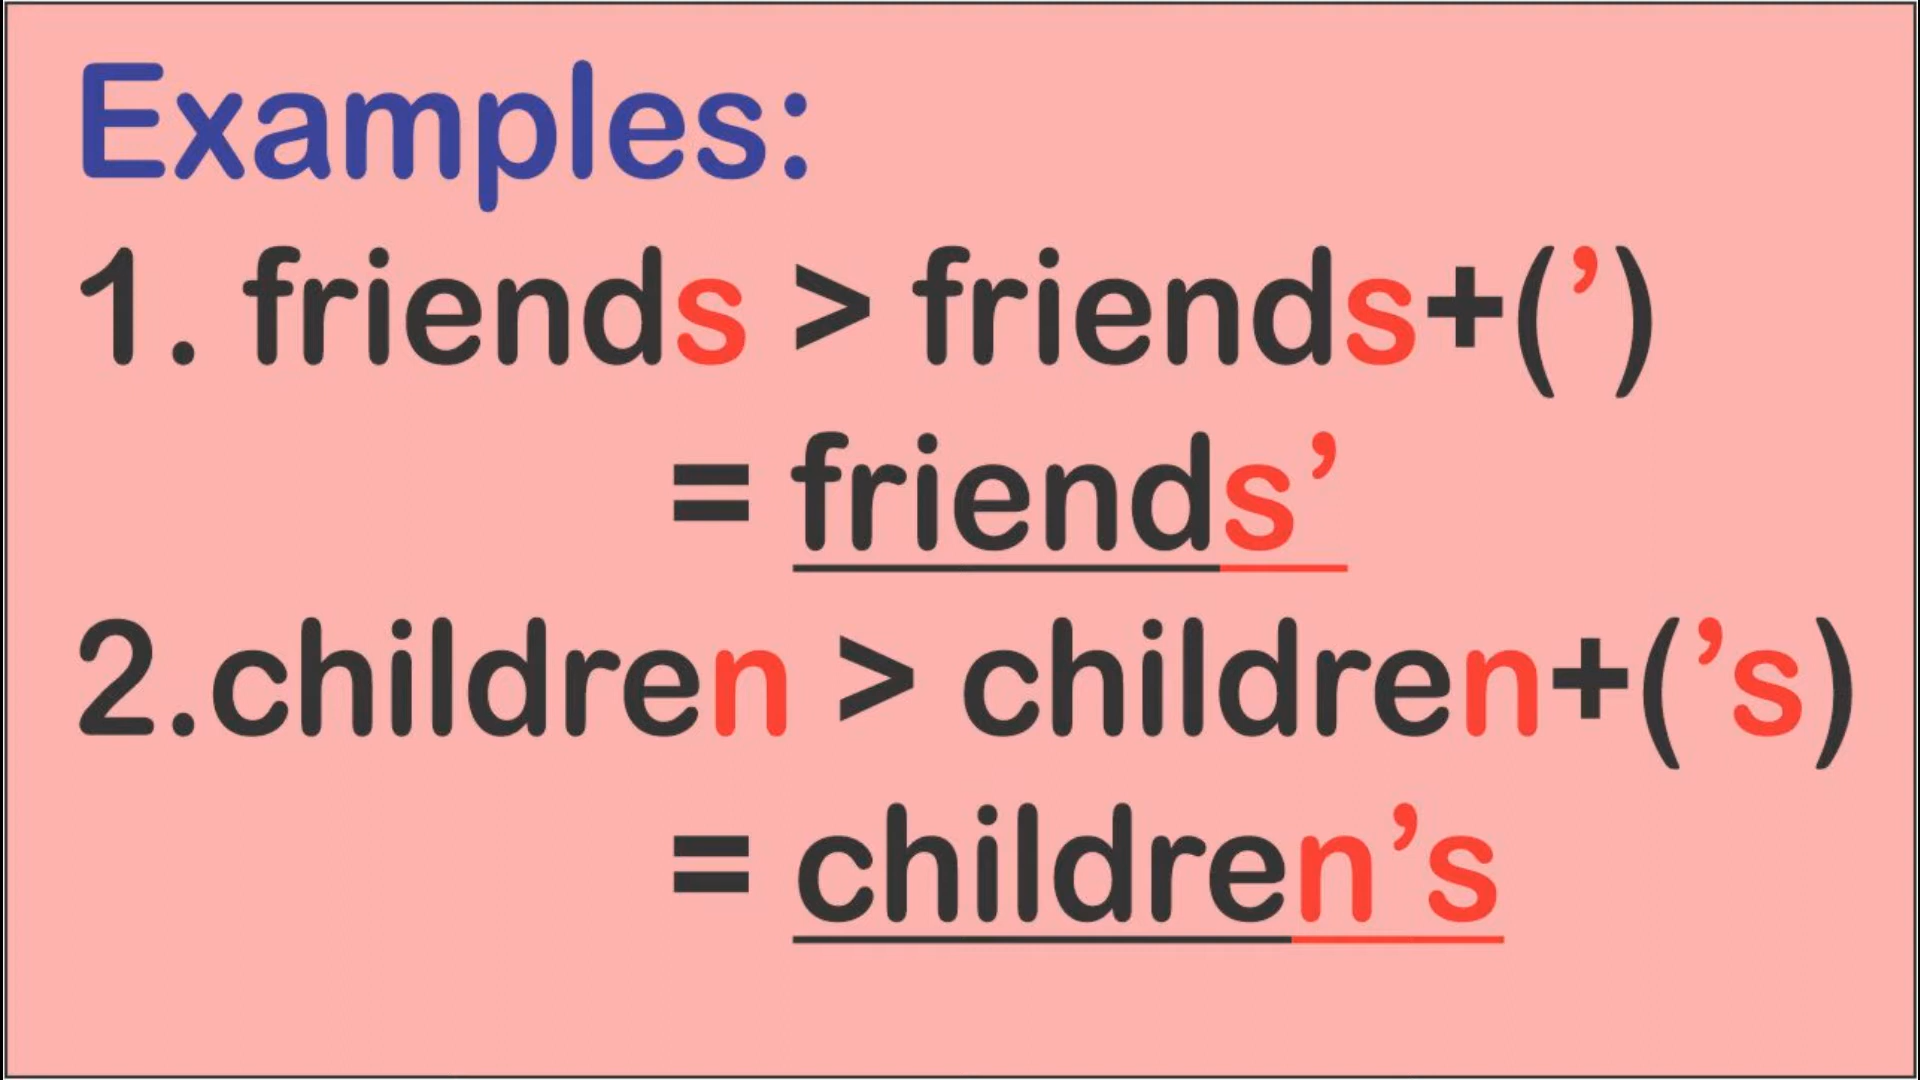 Examples:
1. friends > friends+(’)
= friends’
2.children > children+(’s)
= children’s